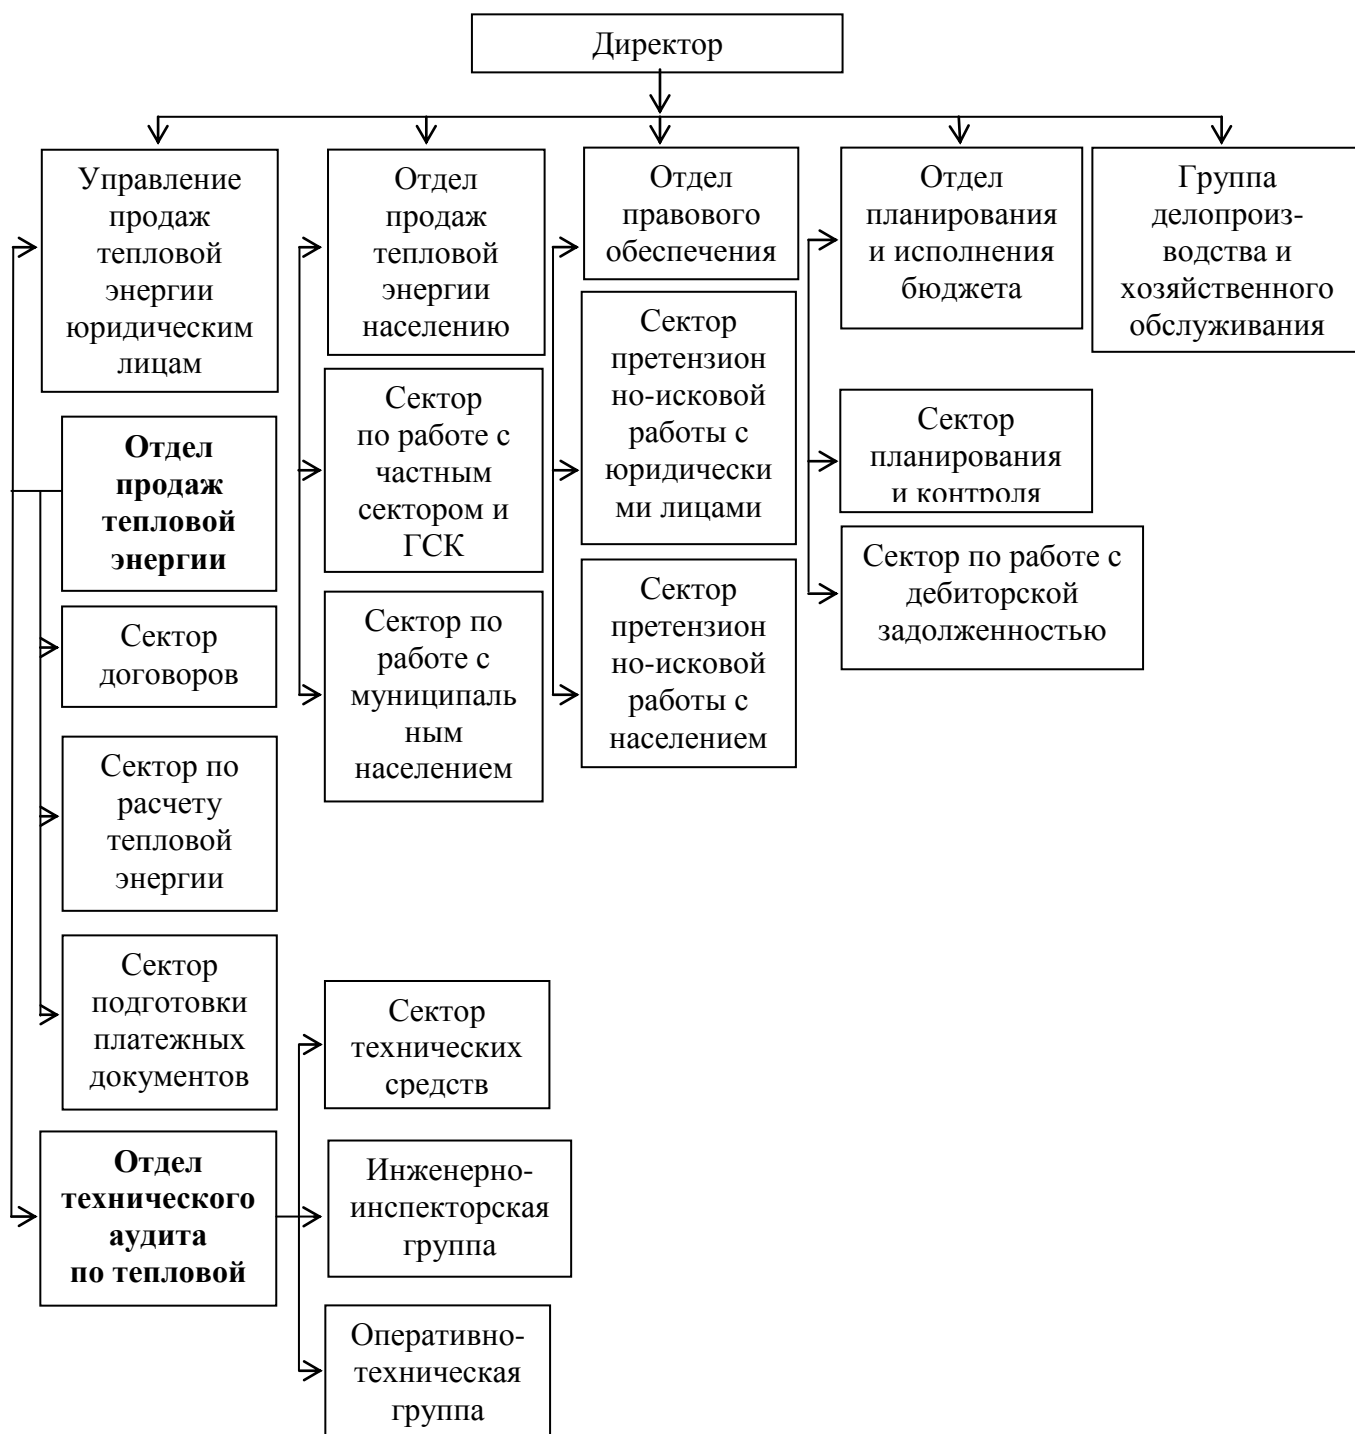 Директор
Управление
продаж
тепловой
энергии
юридическим
лицам
Отдел
продаж
тепловой
энергии
населению
Отдел
правового
обеспечения
Отдел
планирования
и исполнения
бюджета
Группа
делопроиз-
водства и
хозяйственного
обслуживания
Отдел
продаж
тепловой
энергии
Сектор
договоров
Сектор по
расчету
тепловой
энергии
Сектор
подготовки
платежных
документов
Отдел
технического
аудита
по тепловой
Сектор
по работе с
частным
сектором и
ГСК
Сектор по
работе с
муниципаль
ным
населением
Сектор
претензион
но-исковой
работы с
юридически
ми лицами
Сектор
претензион
но-исковой
работы с
населением
Сектор
планирования
и контроля
Сектор по работе с
дебиторской
задолженностью
Сектор
технических
средств
Инженерно-
инспекторская
группа
Оперативно-
техническая
группа